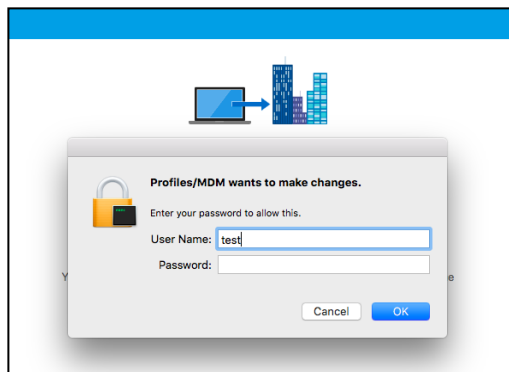 Profiles/MDM wants to make changes.
Enter your password to allow this.
User Name: test
Password:
Y e
Cancel OK